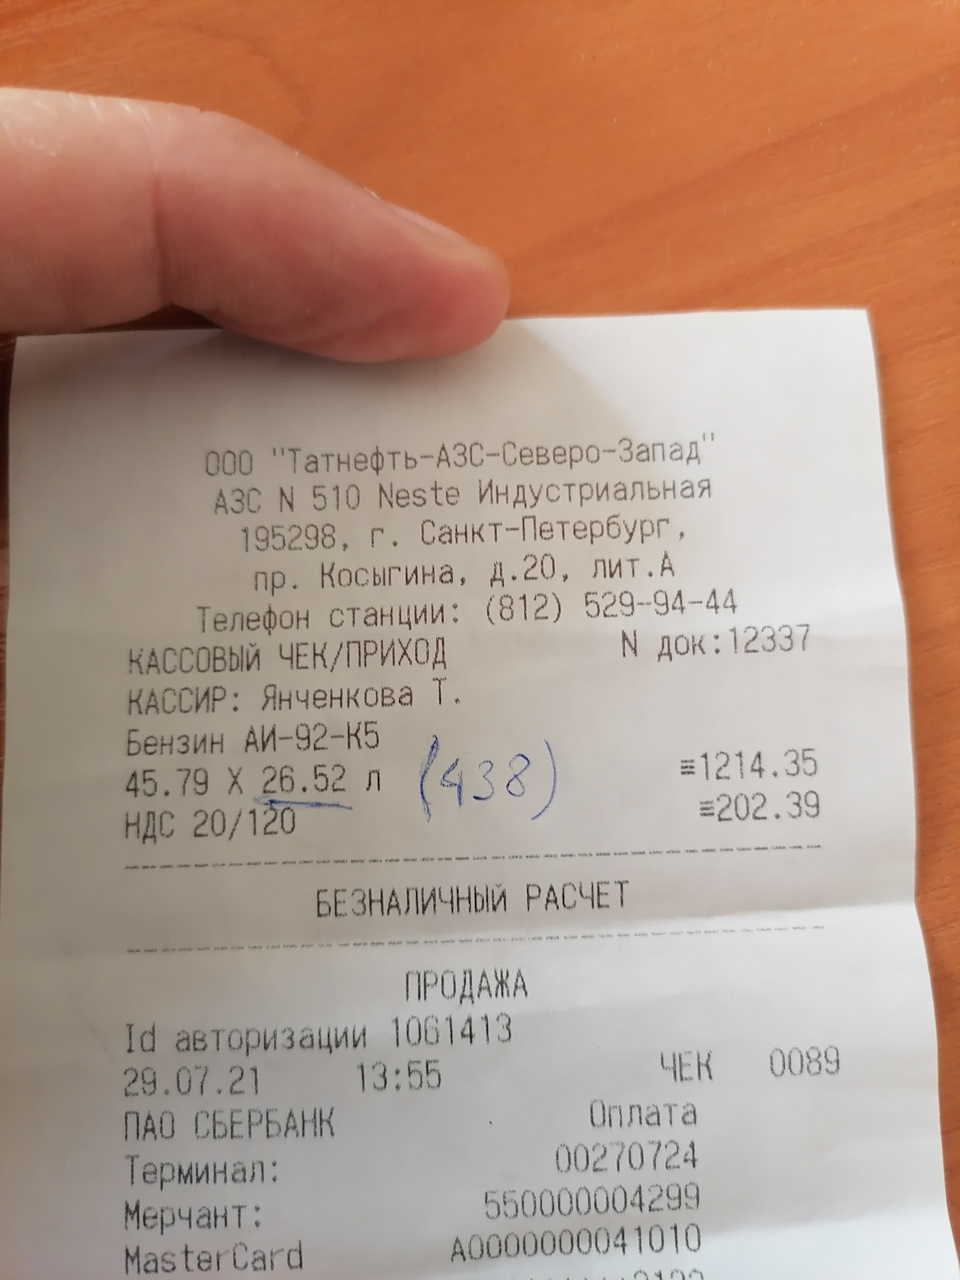 ООО "Татнефть-АЗС-Северо-Запад"
АЗС N 510 Neste Индустриальная
195298, г. Санкт-Петербург,
пр. Косыгина, д.20, лит.А
Телефон станции: (812) 529-94-44
КАССОВЫЙ ЧЕК/ПРИХОД N док:12337
КАССИР: Янченкова Т.
Бензин АИ-92-К5
45.79 X 26.52 л (438) ≡1214.35
НДС 20/120 ≡202.39
БЕЗНАЛИЧНЫЙ РАСЧЕТ
ПРОДАЖА
Id авторизации 1061413
29.07.21 13:55 ЧЕК 0089
ПАО СБЕРБАНК Оплата
Терминал: 00270724
Мерчант: 550000004299
MasterCard A0000000041010